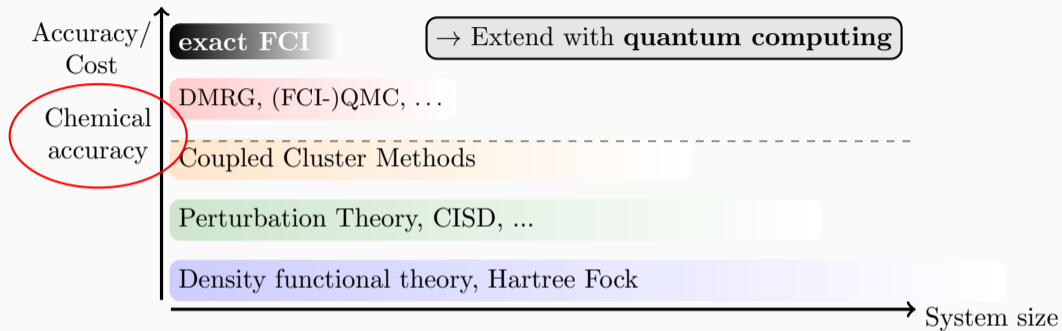 Accuracy/
Cost
exact FCI
→ Extend with quantum computing
DMRG, (FCI-)QMC, ...
Chemical
accuracy
Coupled Cluster Methods
Perturbation Theory, CISD, ...
Density functional theory, Hartree Fock
System size